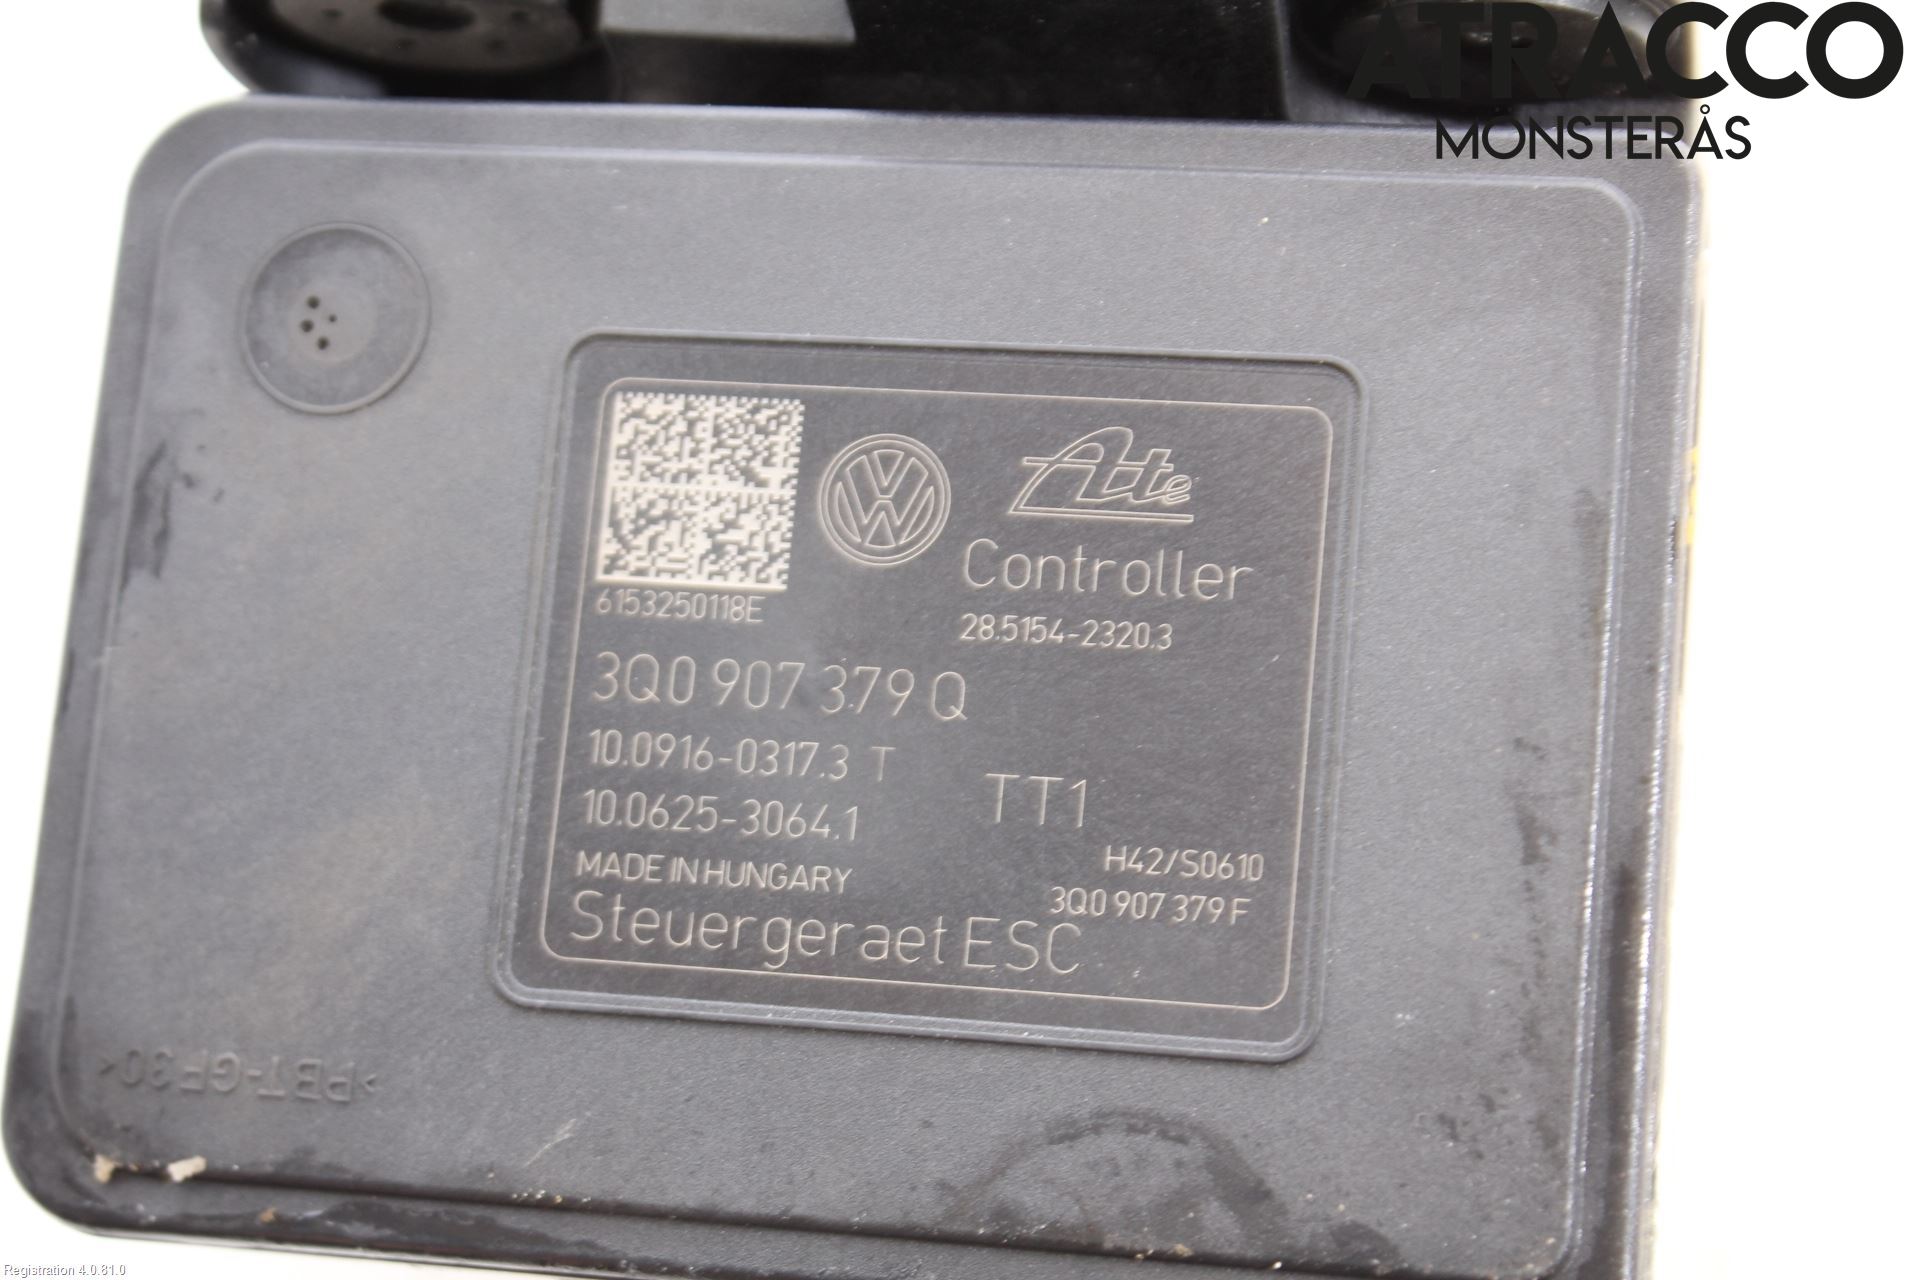 ATRACCO
MÖNSTERÅS
Ate
Controller
6153250118E
28.5154-2320.3
3Q0 907 379 Q
10.0916-0317.3 T
TT1
10.0625-3064.1
H42/S0610
MADE IN HUNGARY
3Q0 907 379 F
Steuergeraet ESC
>PBT-GF30<
Registration 4.0.81.0